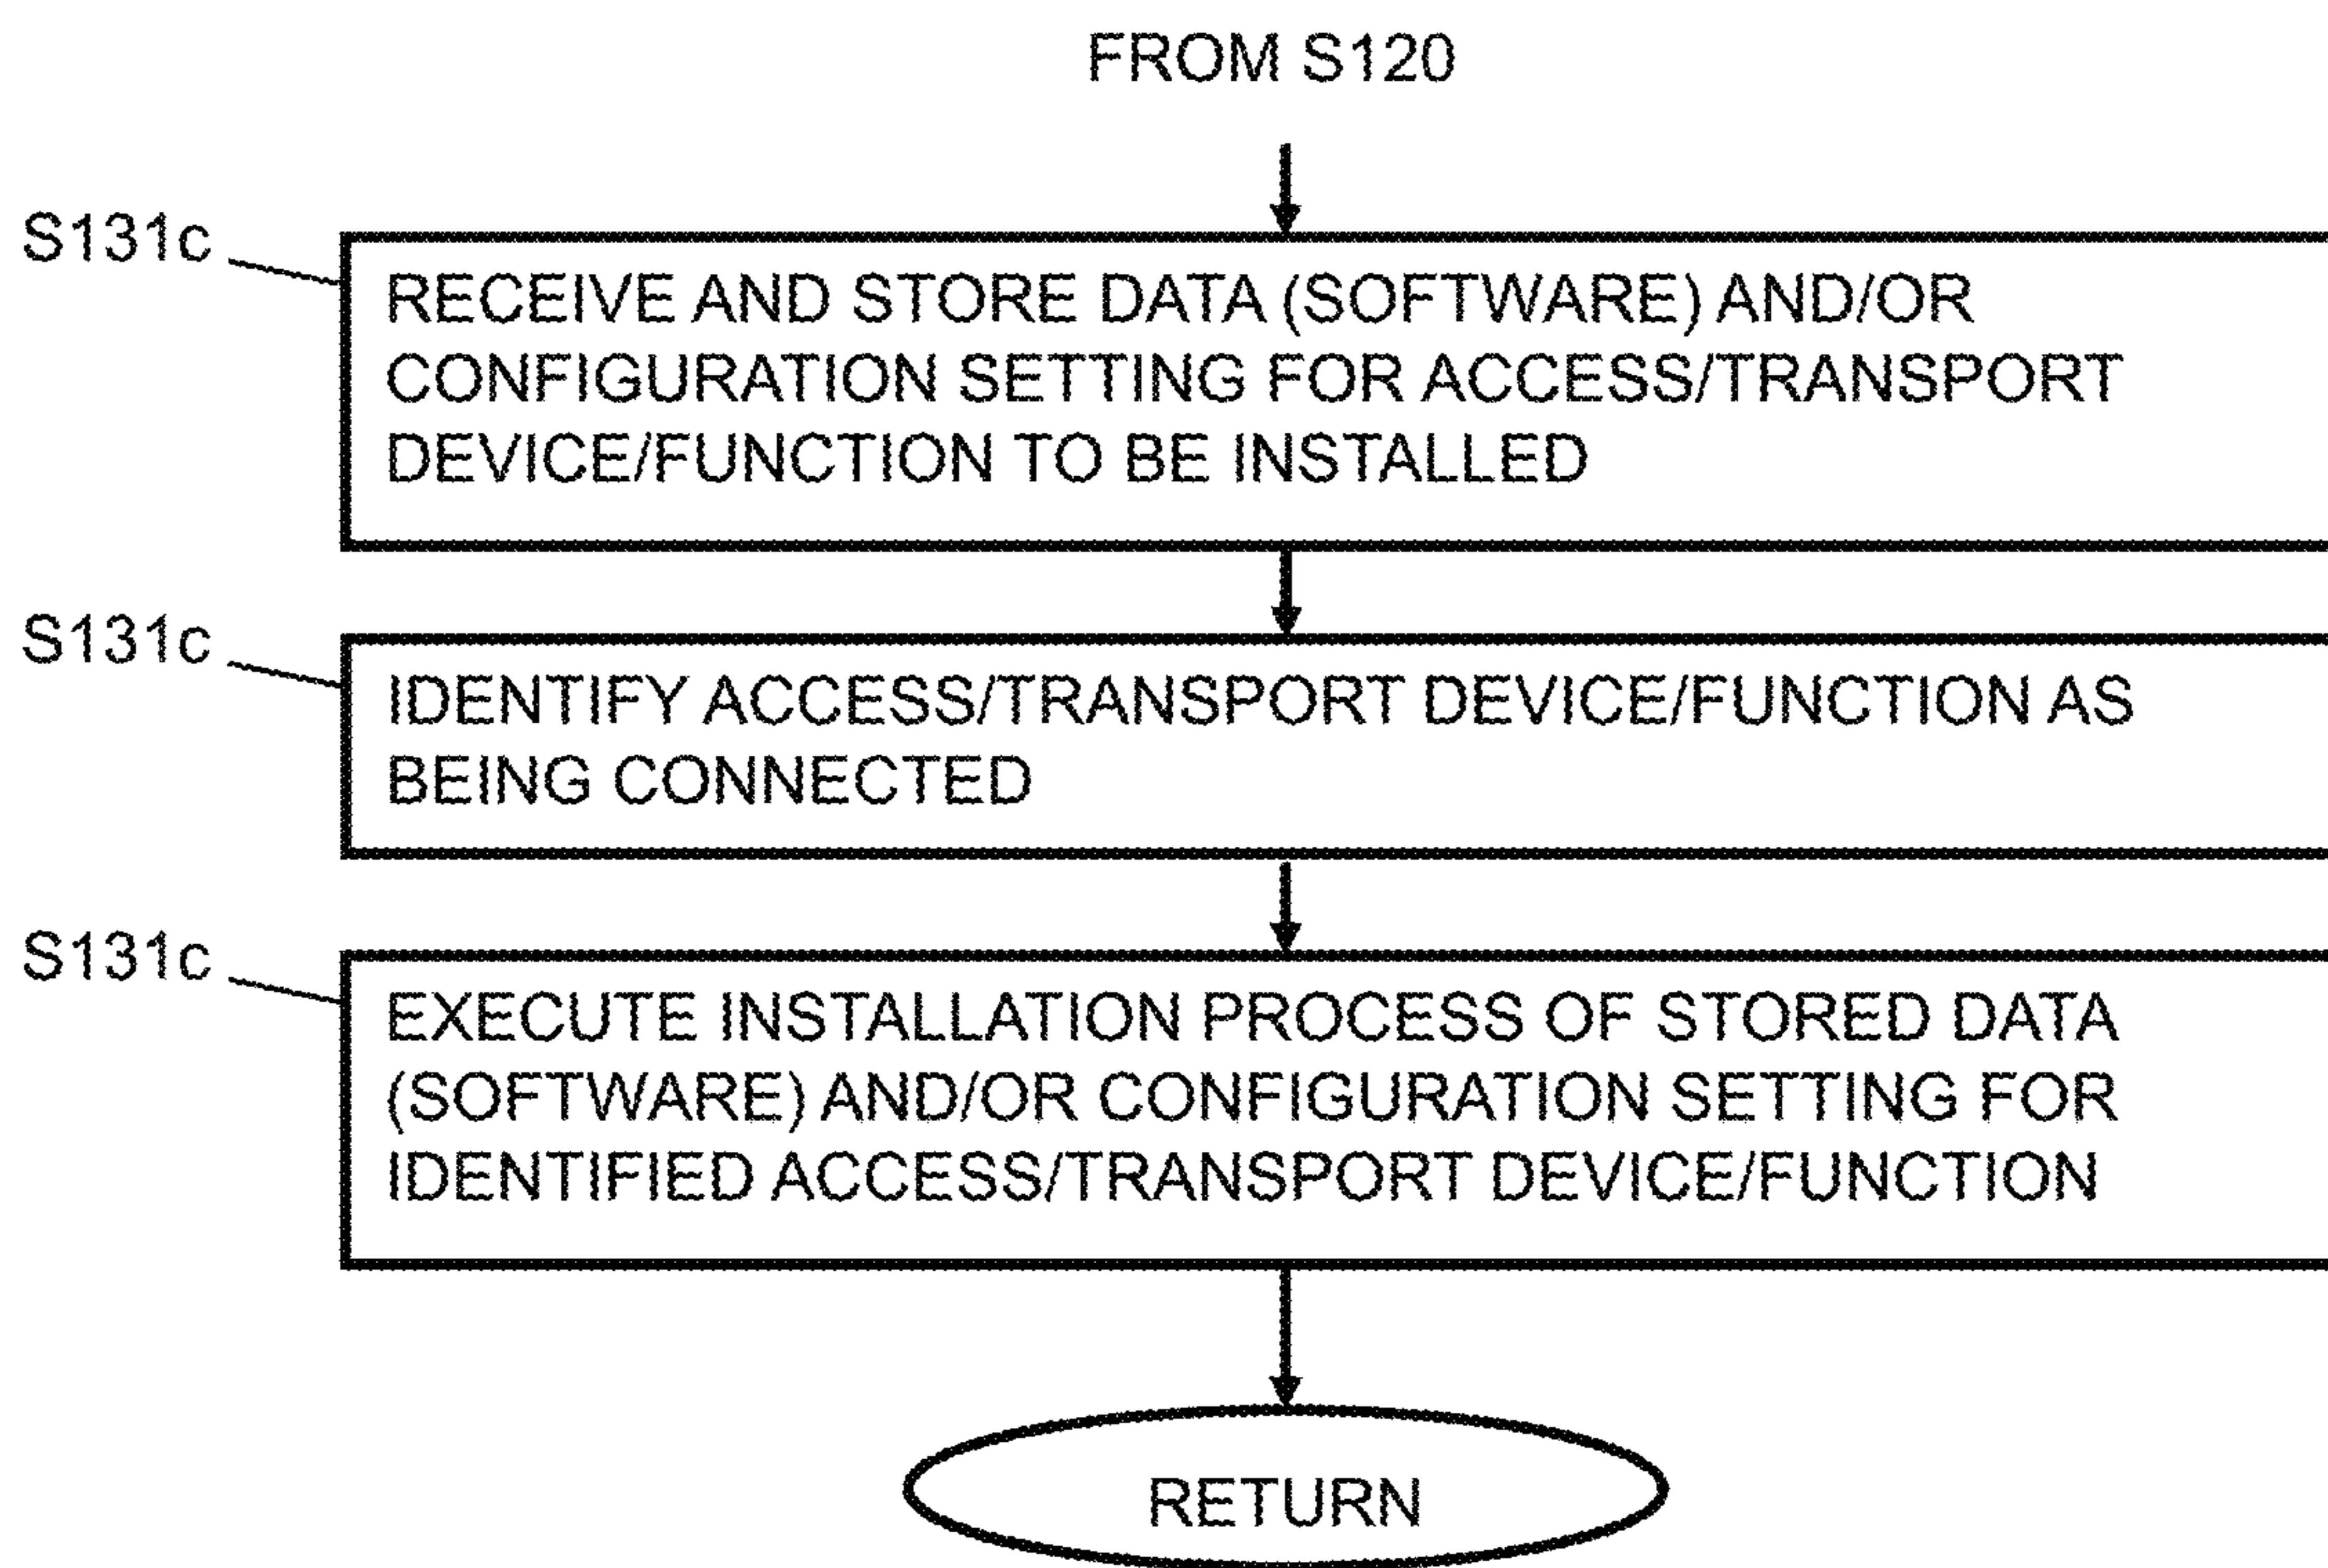 FROM S120
S131c
RECEIVE AND STORE DATA (SOFTWARE) AND/OR
CONFIGURATION SETTING FOR ACCESS/TRANSPORT
DEVICE/FUNCTION TO BE INSTALLED
S131c
IDENTIFY ACCESS/TRANSPORT DEVICE/FUNCTION AS
BEING CONNECTED
S131c
EXECUTE INSTALLATION PROCESS OF STORED DATA
(SOFTWARE) AND/OR CONFIGURATION SETTING FOR
IDENTIFIED ACCESS/TRANSPORT DEVICE/FUNCTION
RETURN